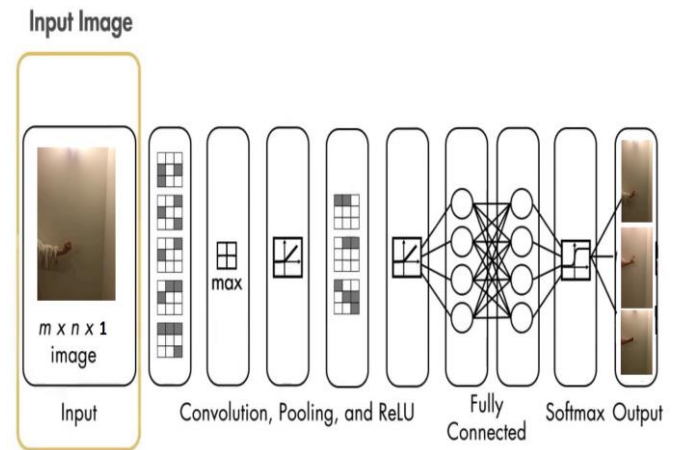 Input Image
m x n x 1
image
max
Input
Convolution, Pooling, and ReLU
Fully
Connected
Softmax
Output